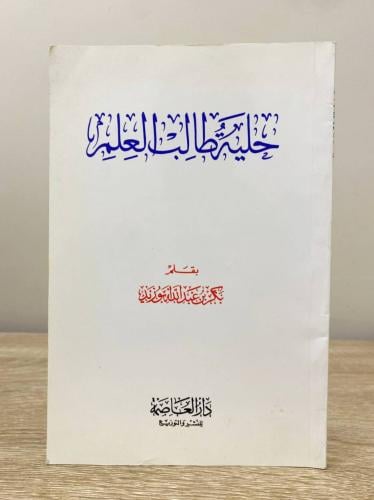 حلية طالب العلم
بقلم
بكر بن عبد الله أبو زيد
دار العاصمة
للنشر والتوزيع